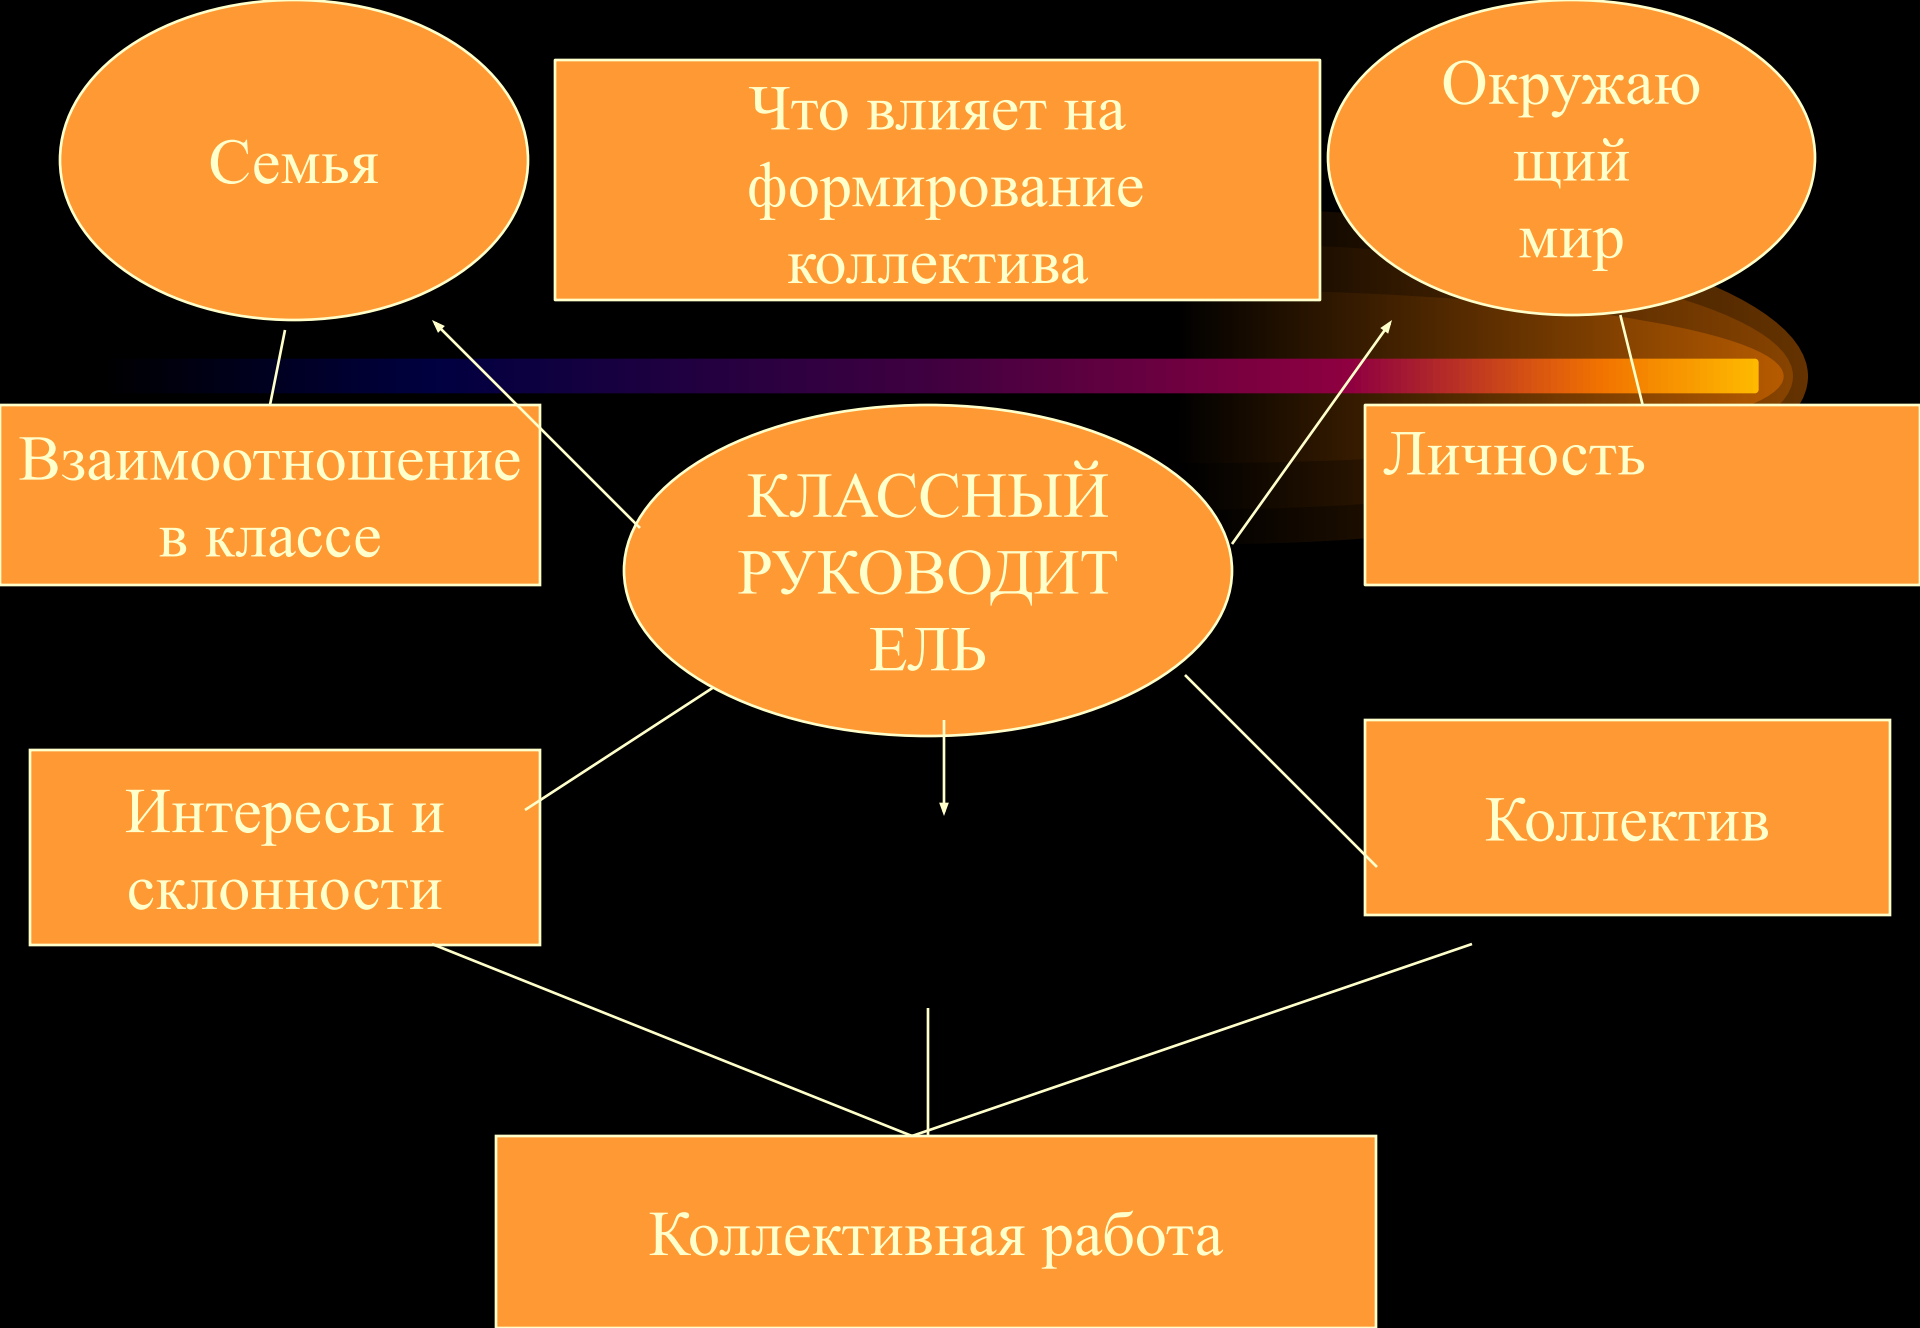 Семья
Что влияет на
формирование
коллектива
Окружаю
щий
мир
Взаимоотношение
в классе
КЛАССНЫЙ
РУКОВОДИТ
ЕЛЬ
Личность
Интересы и
склонности
Коллектив
Коллективная работа